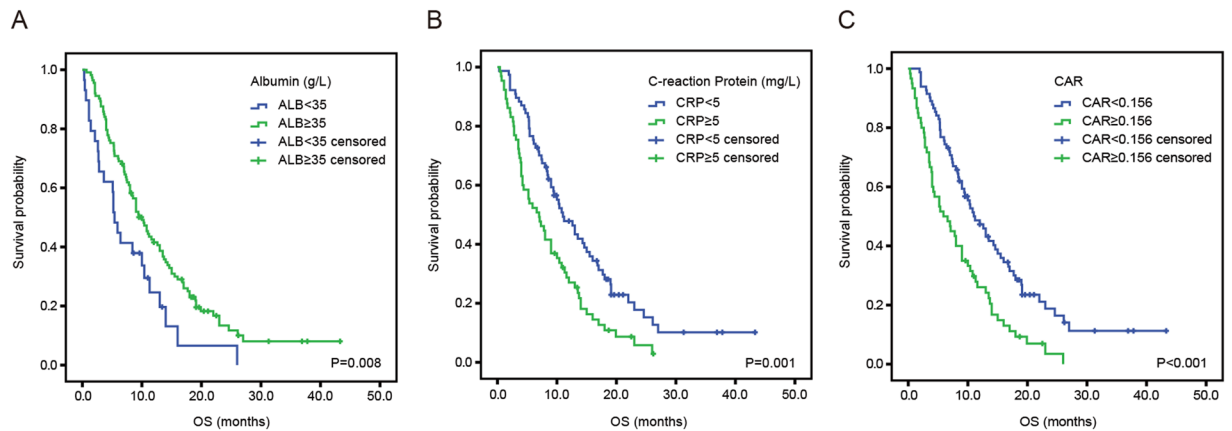 A
Albumin (g/L)
ALB<35
ALB≥35
ALB<35 censored
ALB≥35 censored
P=0.008
Survival probability
1.0
0.8
0.6
0.4
0.2
0.0
0.0 10.0 20.0 30.0 40.0 50.0
OS (months)
B
C-reaction Protein (mg/L)
CRP<5
CRP≥5
CRP<5 censored
CRP≥5 censored
P=0.001
Survival probability
1.0
0.8
0.6
0.4
0.2
0.0
0.0 10.0 20.0 30.0 40.0 50.0
OS (months)
C
CAR
CAR<0.156
CAR≥0.156
CAR<0.156 censored
CAR≥0.156 censored
P<0.001
Survival probability
1.0
0.8
0.6
0.4
0.2
0.0
0.0 10.0 20.0 30.0 40.0 50.0
OS (months)